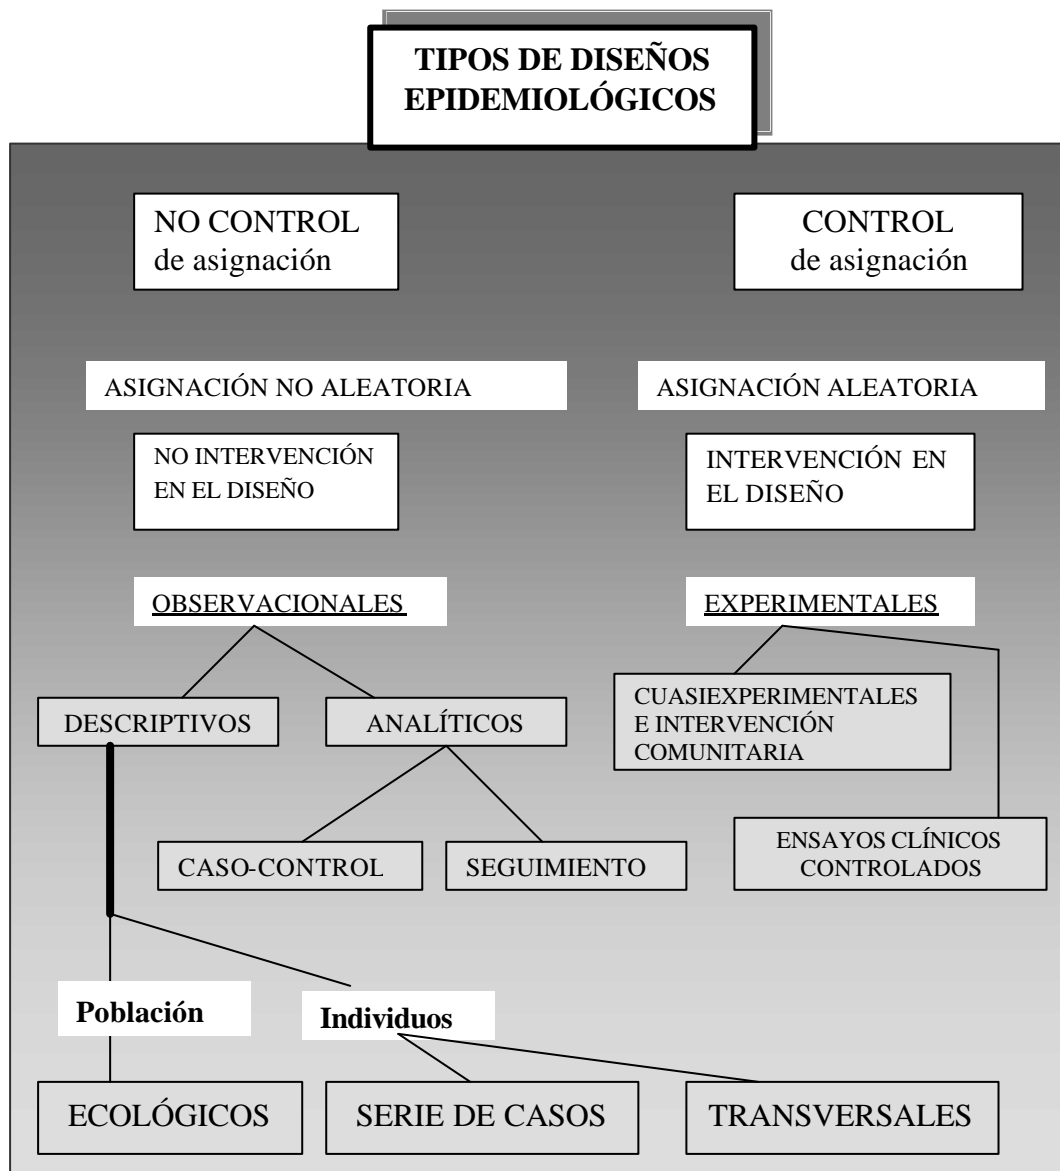 TIPOS DE DISEÑOS
EPIDEMIOLÓGICOS
NO CONTROL
de asignación
CONTROL
de asignación
ASIGNACIÓN NO ALEATORIA
ASIGNACIÓN ALEATORIA
NO INTERVENCIÓN
EN EL DISEÑO
INTERVENCIÓN EN
EL DISEÑO
OBSERVACIONALES
EXPERIMENTALES
DESCRIPTIVOS
ANALÍTICOS
CUASIEXPERIMENTALES
E INTERVENCIÓN
COMUNITARIA
CASO-CONTROL
SEGUIMIENTO
ENSAYOS CLÍNICOS
CONTROLADOS
Población
Individuos
ECOLÓGICOS
SERIE DE CASOS
TRANSVERSALES